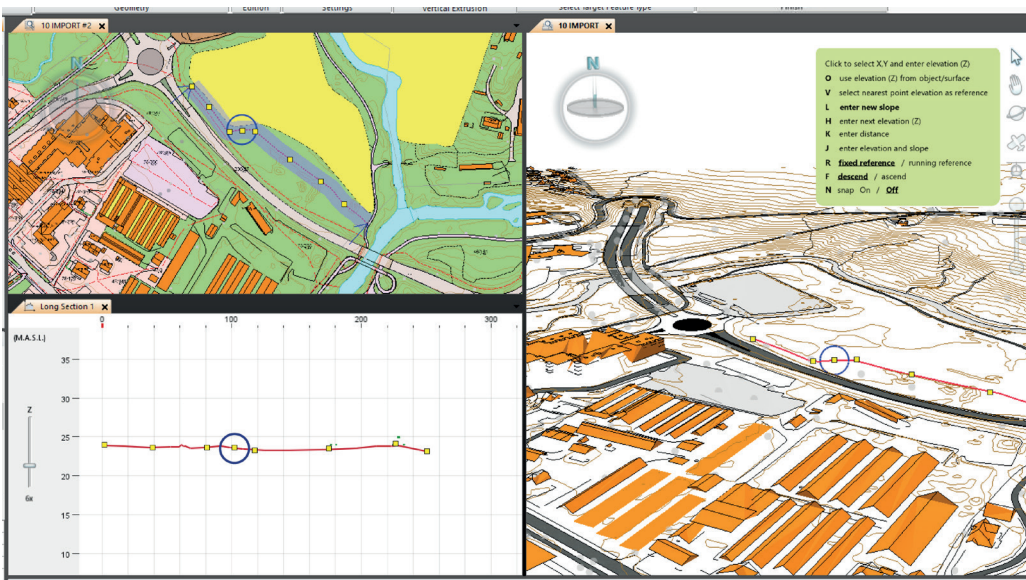 Geometry
Edition
Settings
Vertical Extrusion
Select Target Feature Type
Finish
10 IMPORT #2
N
Long Section 1
0
100
200
300
(M.A.S.L.)
35
30
25
20
15
10
Z
6x
10 IMPORT
N
Click to select X,Y and enter elevation (Z)
O use elevation (Z) from object/surface
V select nearest point elevation as reference
L enter new slope
H enter next elevation (Z)
K enter distance
J enter elevation and slope
R fixed reference / running reference
F descend / ascend
N snap On / Off